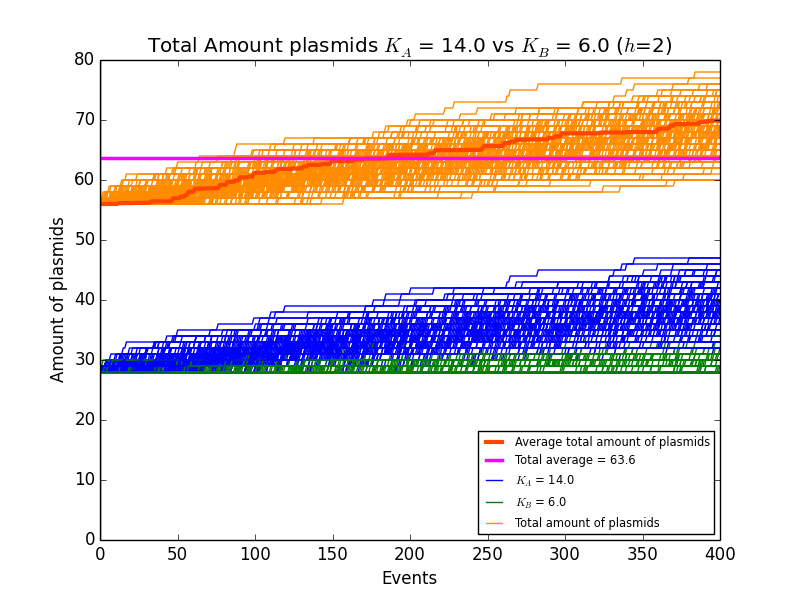 Total Amount plasmids K_A = 14.0 vs K_B = 6.0 (h=2)
80
70
60
50
40
30
20
10
0
Amount of plasmids
Average total amount of plasmids
Total average = 63.6
K_A = 14.0
K_B = 6.0
Total amount of plasmids
0 50 100 150 200 250 300 350 400
Events